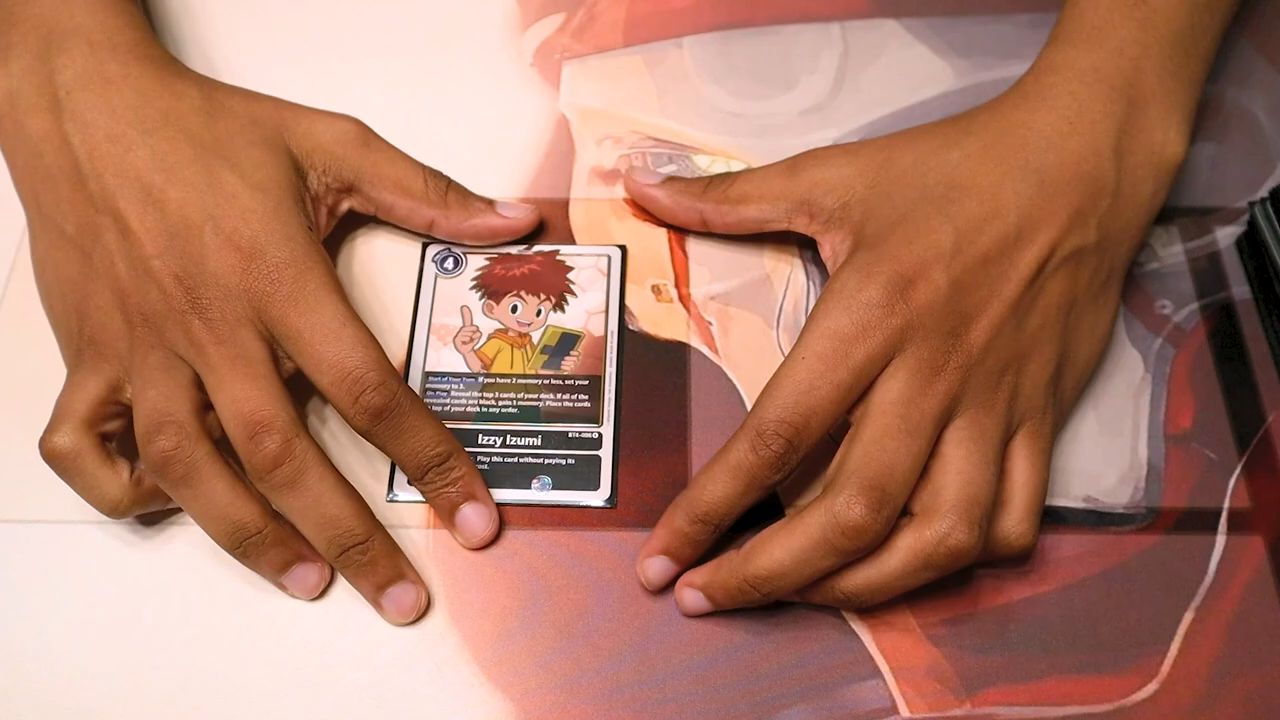 4
Start of Your Turn If you have 2 memory or less, set your
memory to 3.
On Play Reveal the top 3 cards of your deck. If all of the
revealed cards are black, gain 1 memory. Place the cards
top of your deck in any order.
BT4-096
Izzy Izumi
Play this card without paying its
cost.